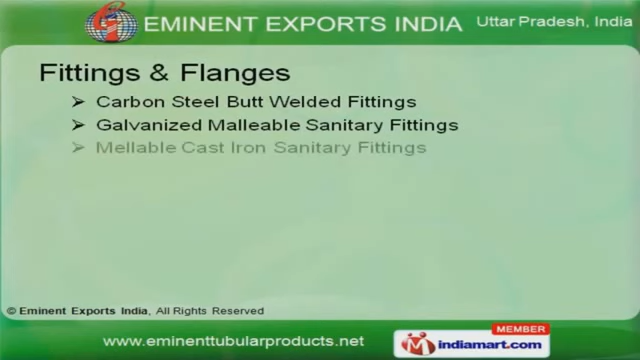 EMINENT EXPORTS INDIA
Uttar Pradesh, India
Fittings & Flanges
➢ Carbon Steel Butt Welded Fittings
➢ Galvanized Malleable Sanitary Fittings
➢ Mellable Cast Iron Sanitary Fittings
© Eminent Exports India, All Rights Reserved
www.eminenttubularproducts.net
MEMBER
indiamart.com